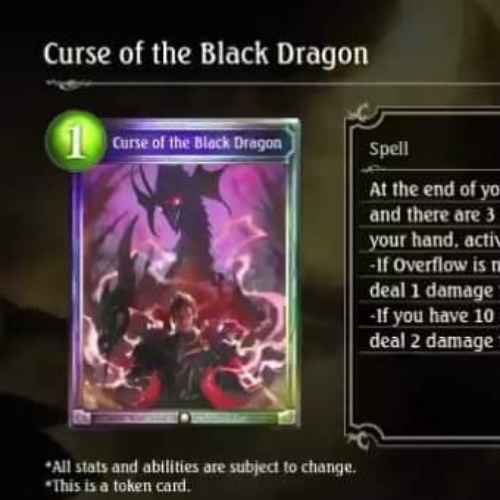 Curse of the Black Dragon
1
Curse of the Black Dragon
Spell
At the end of yo
and there are 3
your hand, activ
-If Overflow is n
deal 1 damage
-If you have 10
deal 2 damage
*All stats and abilities are subject to change.
*This is a token card.